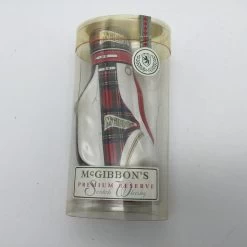 McGIBBON'S
PREMIUM RESERVE
Scotch Whisky